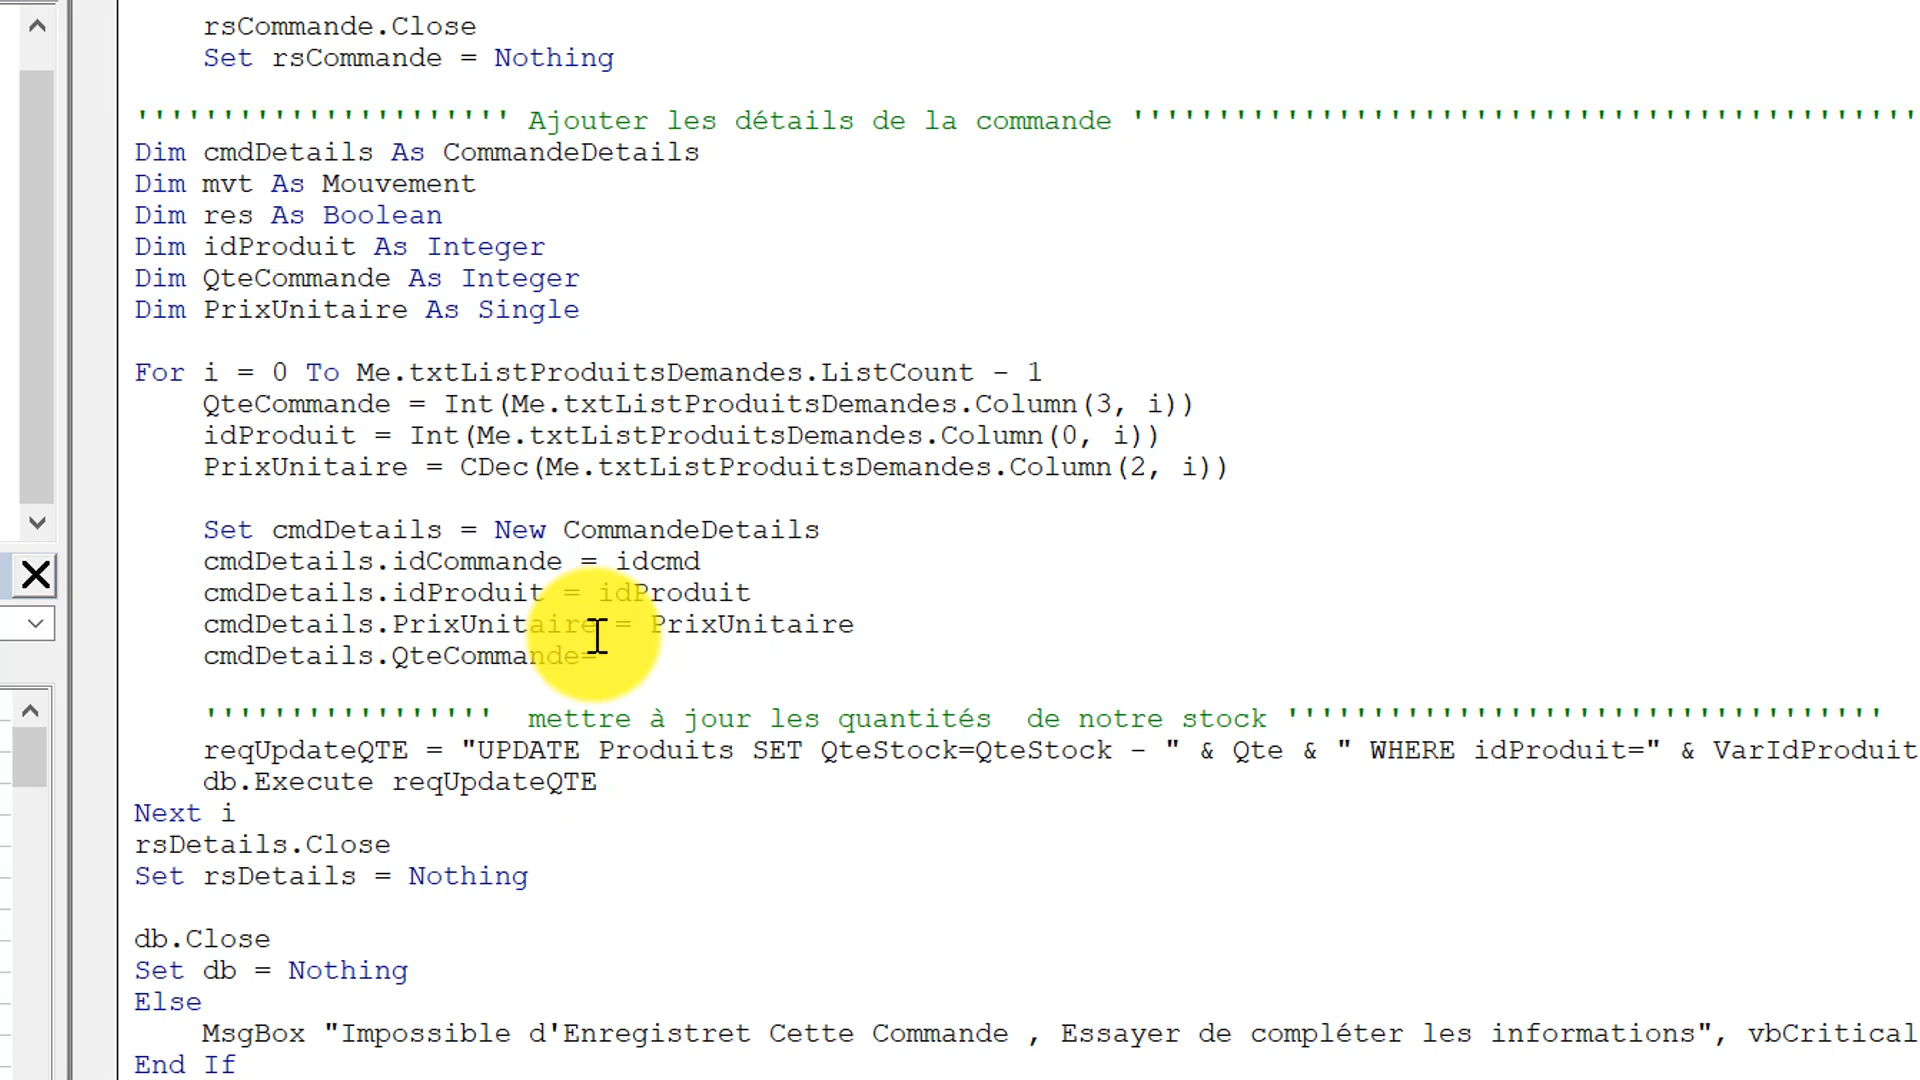 rsCommande.Close
Set rsCommande = Nothing
'''''''''''''''''''''' Ajouter les détails de la commande ''''''''''''''''''''''''''''''''''''''''''''''
Dim cmdDetails As CommandeDetails
Dim mvt As Mouvement
Dim res As Boolean
Dim idProduit As Integer
Dim QteCommande As Integer
Dim PrixUnitaire As Single
For i = 0 To Me.txtListProduitsDemandes.ListCount - 1
QteCommande = Int(Me.txtListProduitsDemandes.Column(3, i))
idProduit = Int(Me.txtListProduitsDemandes.Column(0, i))
PrixUnitaire = CDec(Me.txtListProduitsDemandes.Column(2, i))
Set cmdDetails = New CommandeDetails
cmdDetails.idCommande = idcmd
cmdDetails.idProduit = idProduit
cmdDetails.PrixUnitaire = PrixUnitaire
cmdDetails.QteCommande=
''''''''''''''''' mettre à jour les quantités  de notre stock '''''''''''''''''''''''''''''''''''
reqUpdateQTE = "UPDATE Produits SET QteStock=QteStock - " & Qte & " WHERE idProduit=" & VarIdProduit
db.Execute reqUpdateQTE
Next i
rsDetails.Close
Set rsDetails = Nothing
db.Close
Set db = Nothing
Else
MsgBox "Impossible d'Enregistret Cette Commande , Essayer de compléter les informations", vbCritical
End If